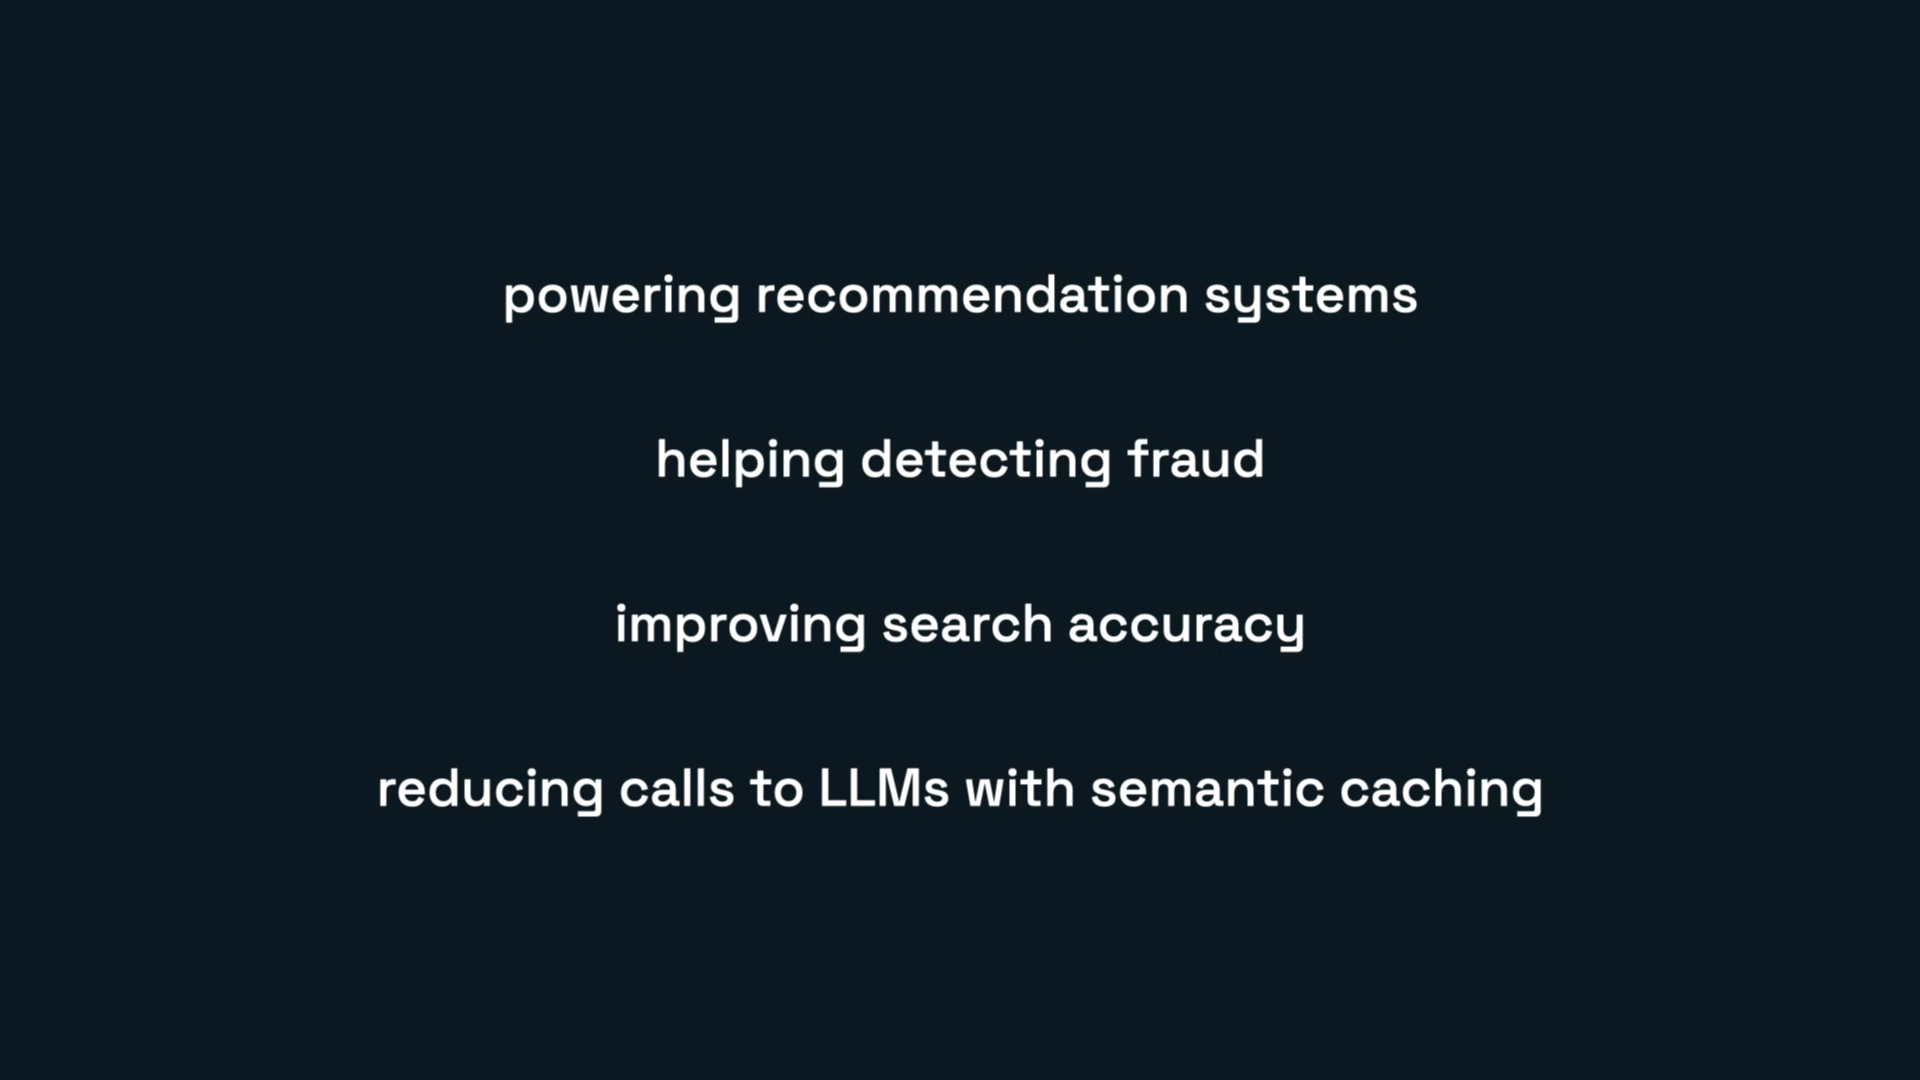 powering recommendation systems
helping detecting fraud
improving search accuracy
reducing calls to LLMs with semantic caching